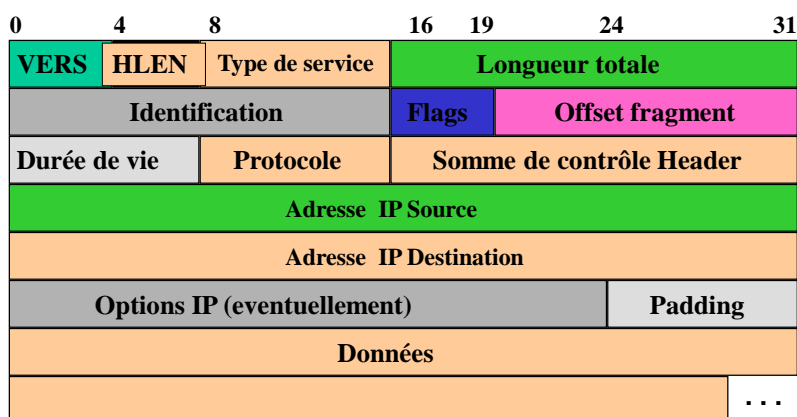 0 4 8 16 19 24 31
VERS HLEN Type de service Longueur totale
Identification Flags Offset fragment
Durée de vie Protocole Somme de contrôle Header
Adresse IP Source
Adresse IP Destination
Options IP (eventuellement) Padding
Données
. . .